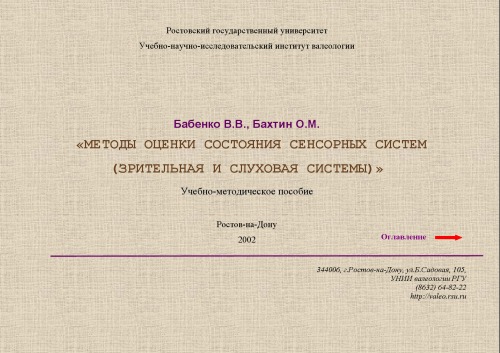 Ростовский государственный университет
Учебно-научно-исследовательский институт валеологии
Бабенко В.В., Бахтин О.М.
«МЕТОДЫ ОЦЕНКИ СОСТОЯНИЯ СЕНСОРНЫХ СИСТЕМ
(ЗРИТЕЛЬНАЯ И СЛУХОВАЯ СИСТЕМЫ)»
Учебно-методическое пособие
Ростов-на-Дону
2002
Оглавление
344006, г.Ростов-на-Дону, ул.Б.Садовая, 105,
УНИИ валеологии РГУ
(8632) 64-82-22
http://valeo.rsu.ru